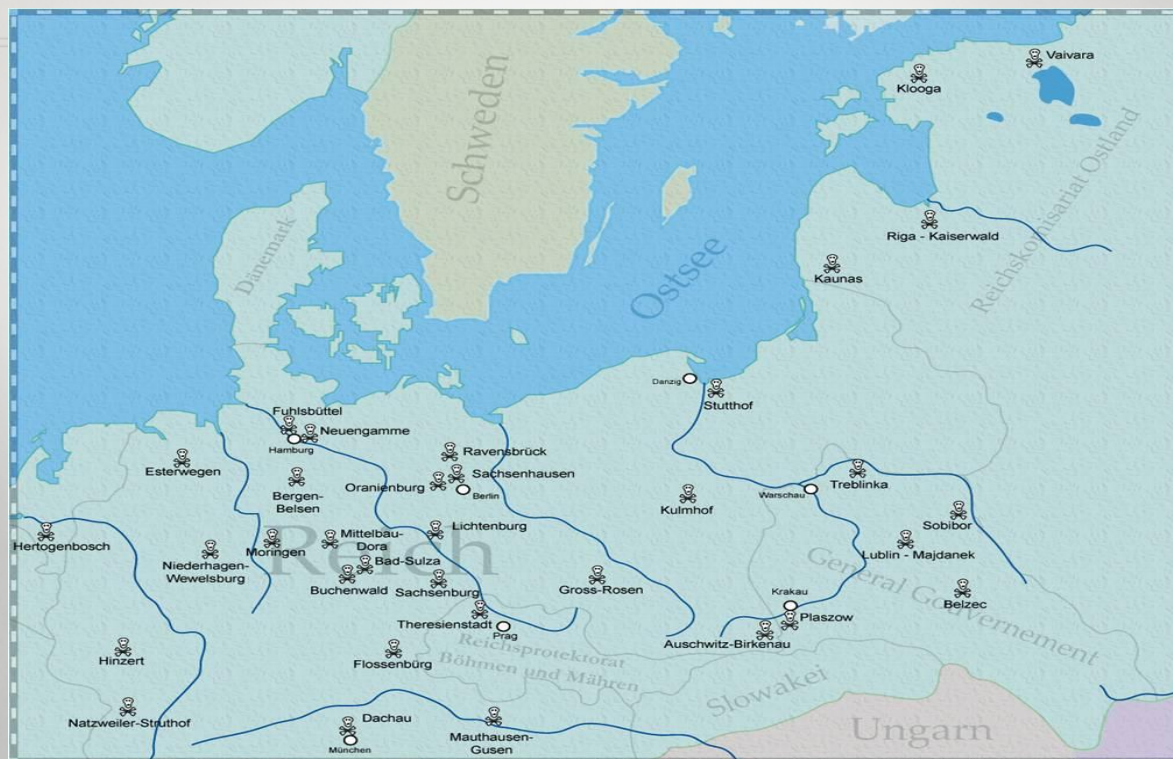 Vaivara
Klooga
Schweden
Reichskomisariat Ostland
Riga - Kaiserwald
Dänemark
Ostsee
Kaunas
Danzig
Stutthof
Fuhlsbüttel
Neuengamme
Hamburg
Ravensbrück
Esterwegen
Sachsenhausen
Oranienburg
Berlin
Bergen-
Belsen
Treblinka
Warschau
Kulmhof
Sobibor
Lichtenburg
Mittelbau-
Dora
Hertogenbosch
Moringen
Reich
Lublin - Majdanek
Niederhagen-
Wewelsburg
Bad-Sulza
Buchenwald
Sachsenburg
Gross-Rosen
General Gouvernement
Krakau
Belzec
Plaszow
Theresienstadt
Prag
Auschwitz-Birkenau
Reichsprotektorat
Böhmen und Mähren
Hinzert
Flossenbürg
Slowakei
Natzweiler-Struthof
Dachau
München
Mauthausen-
Gusen
Ungarn